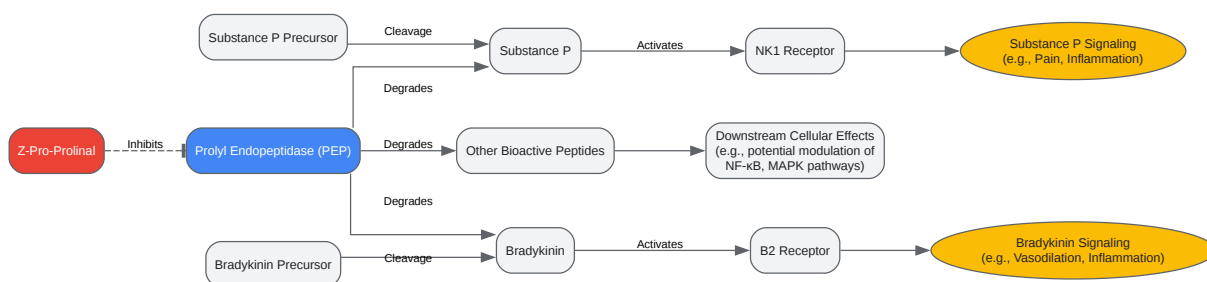 Substance P Precursor
Cleavage
Substance P
Activates
NK1 Receptor
Substance P Signaling
(e.g., Pain, Inflammation)
Degrades
Z-Pro-Prolinal
Inhibits
Prolyl Endopeptidase (PEP)
Degrades
Other Bioactive Peptides
Downstream Cellular Effects
(e.g., potential modulation of
NF-κB, MAPK pathways)
Degrades
Bradykinin Precursor
Cleavage
Bradykinin
Activates
B2 Receptor
Bradykinin Signaling
(e.g., Vasodilation, Inflammation)